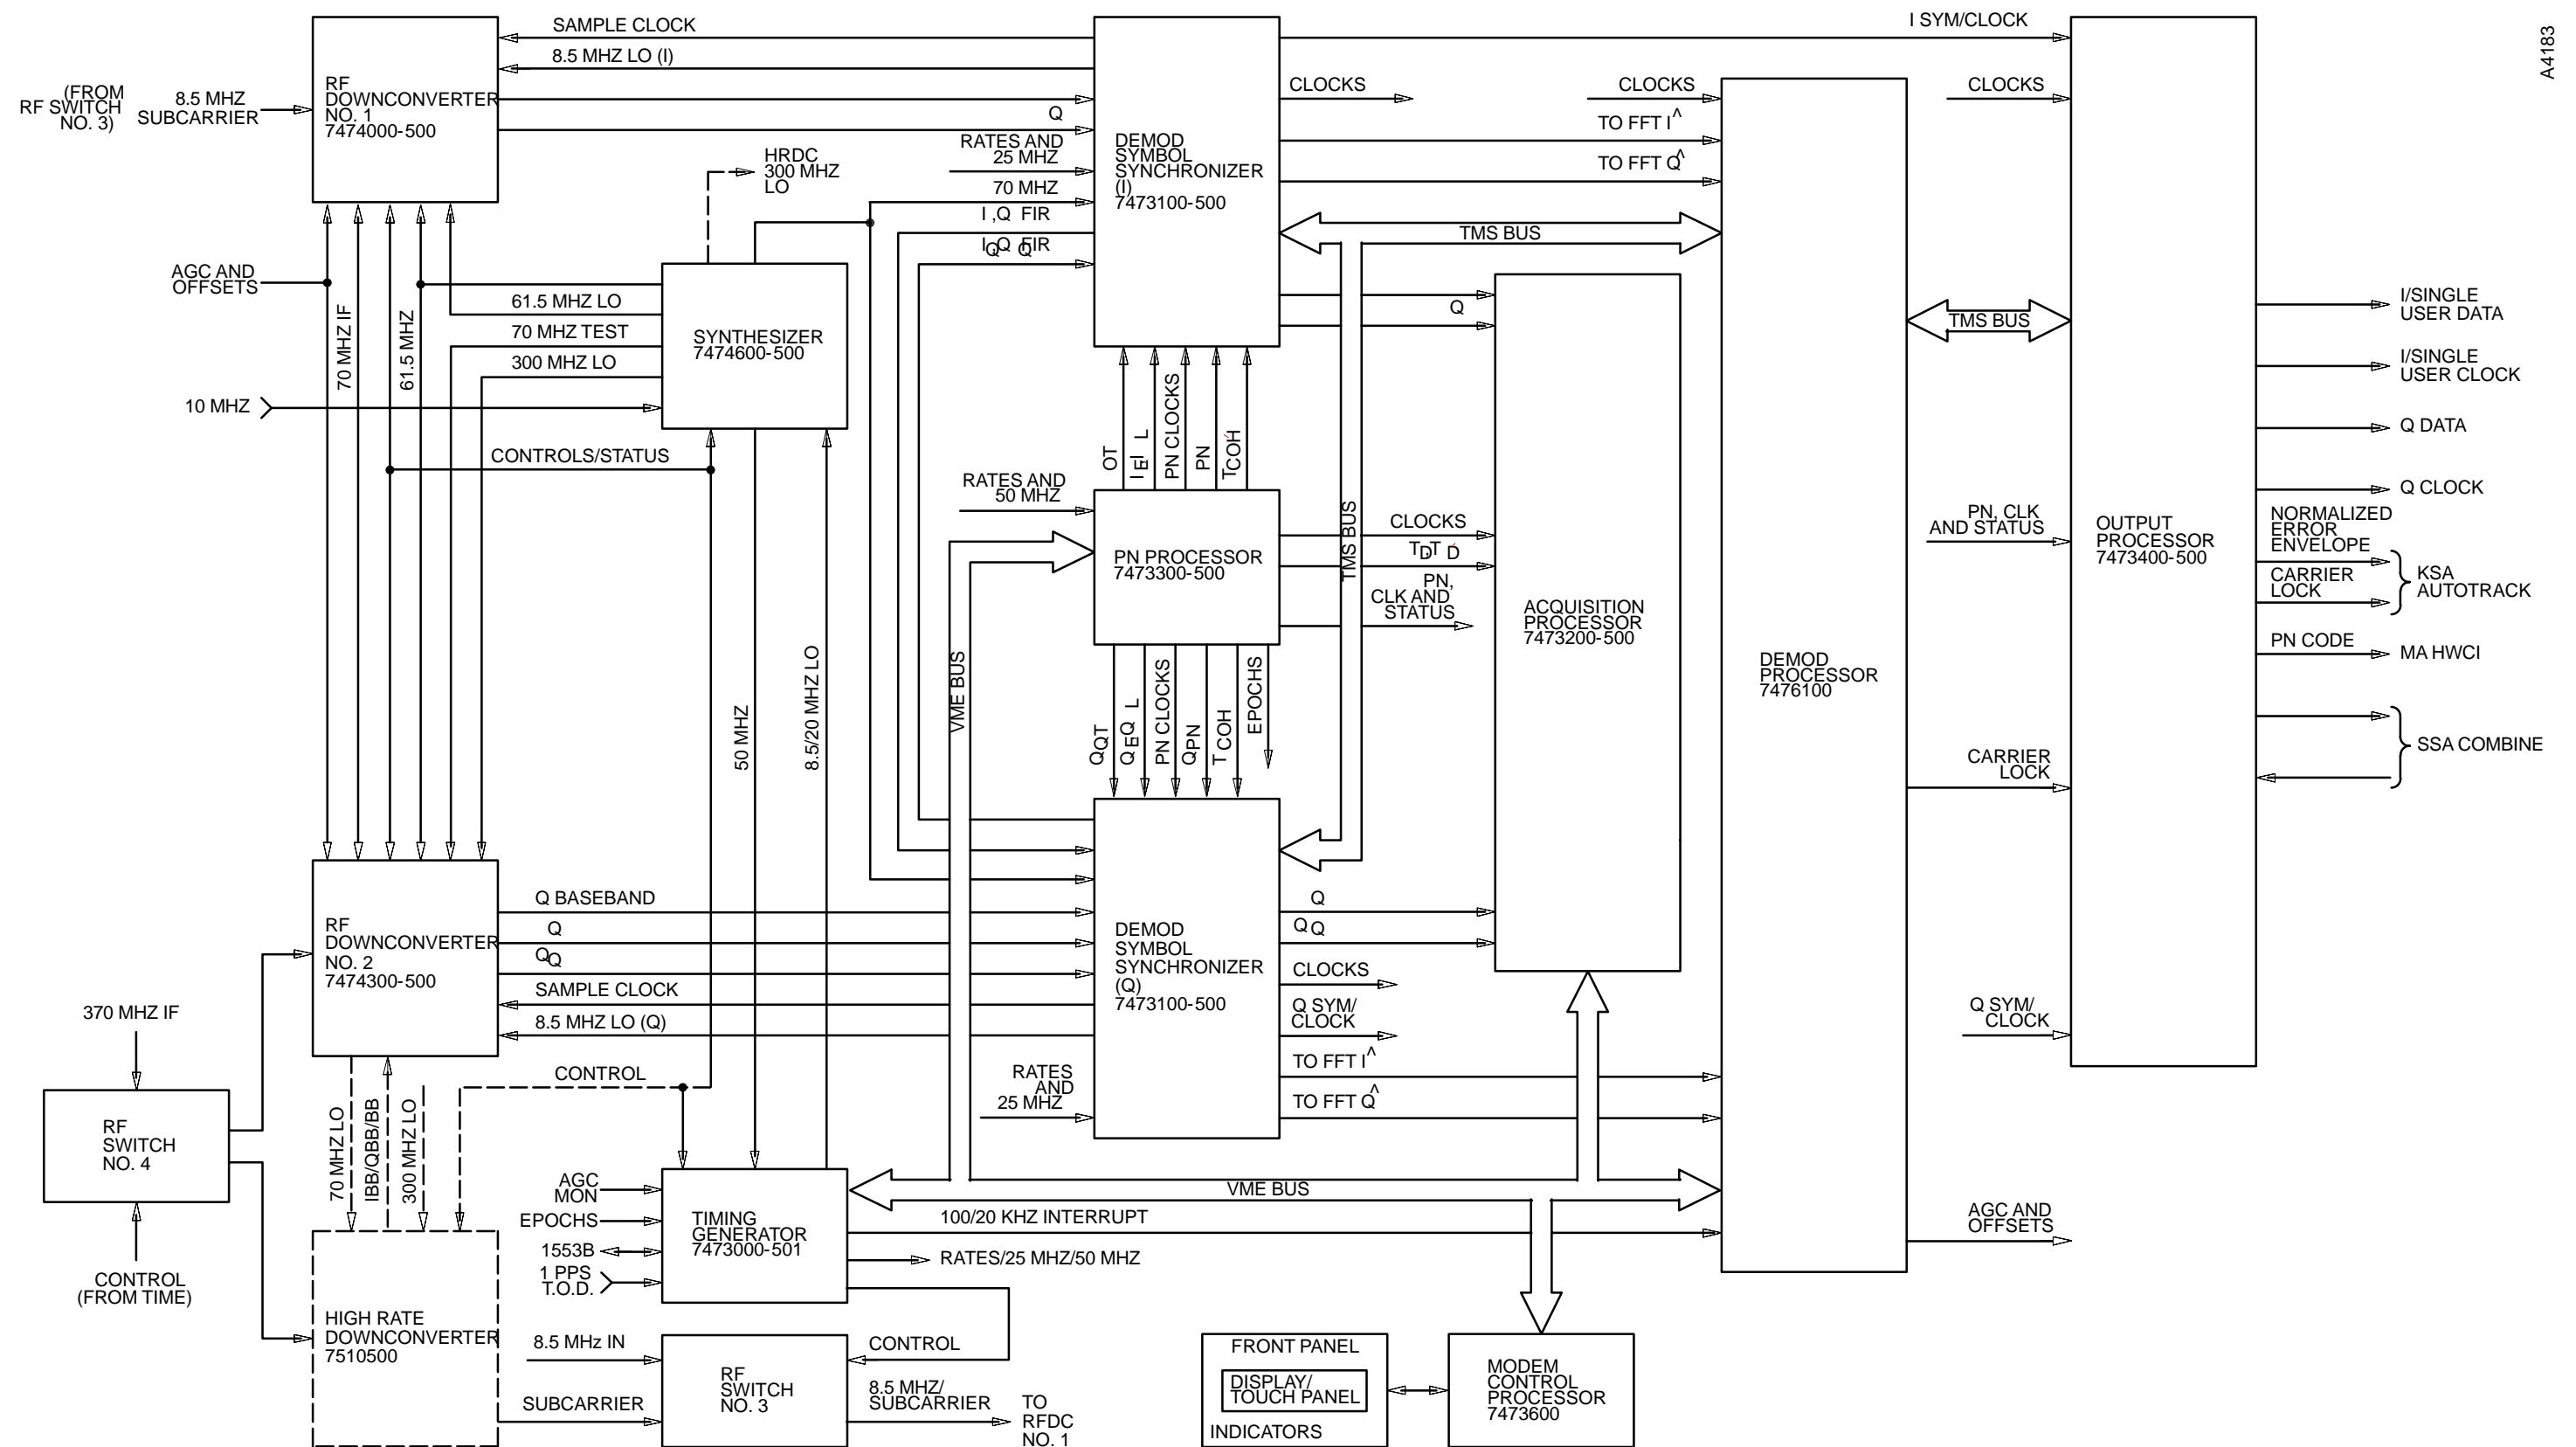 A4183
SAMPLE CLOCK
8.5 MHZ LO (I)
I SYM/CLOCK
RF
DOWNCONVERTER
NO. 1
7474000-500
(FROM
RF SWITCH
NO. 3)
8.5 MHZ
SUBCARRIER
Q
RATES AND
25 MHZ
70 MHZ
I ,Q FIR
DEMOD
SYMBOL
SYNCHRONIZER
(I)
7473100-500
CLOCKS
CLOCKS
CLOCKS
TO FFT I^
TO FFT Q^
HRDC
300 MHZ
LO
TMS BUS
AGC AND
OFFSETS
70 MHZ IF
61.5 MHZ
61.5 MHZ LO
70 MHZ TEST
300 MHZ LO
SYNTHESIZER
7474600-500
10 MHZ
CONTROLS/STATUS
Q
TMS BUS
I/SINGLE
USER DATA
I/SINGLE
USER CLOCK
Q DATA
Q CLOCK
NORMALIZED
ERROR
ENVELOPE
CARRIER
LOCK
KSA
AUTOTRACK
PN CODE
MA HWCI
SSA COMBINE
OT
PN CLOCKS
PN
RATES AND
50 MHZ
PN PROCESSOR
7473300-500
CLOCKS
PN,
CLK AND
STATUS
TMS BUS
ACQUISITION
PROCESSOR
7473200-500
DEMOD
PROCESSOR
7476100
PN, CLK
AND STATUS
OUTPUT
PROCESSOR
7473400-500
CARRIER
LOCK
VME BUS
50 MHZ
8.5/20 MHZ LO
QQT
PN CLOCKS
QPN
T COH
EPOCHS
Q BASEBAND
Q
QQ
SAMPLE CLOCK
8.5 MHZ LO (Q)
RF
DOWNCONVERTER
NO. 2
7474300-500
DEMOD
SYMBOL
SYNCHRONIZER
(Q)
7473100-500
Q
QQ
CLOCKS
Q SYM/
CLOCK
TO FFT I^
TO FFT Q^
RATES
AND
25 MHZ
Q SYM/
CLOCK
370 MHZ IF
RF
SWITCH
NO. 4
CONTROL
(FROM TIME)
70 MHZ LO
IBB/QBB/BB
300 MHZ LO
CONTROL
AGC
MON
EPOCHS
1553B
1 PPS
T.O.D.
TIMING
GENERATOR
7473000-501
VME BUS
100/20 KHZ INTERRUPT
RATES/25 MHZ/50 MHZ
AGC AND
OFFSETS
HIGH RATE
DOWNCONVERTER
7510500
8.5 MHz IN
SUBCARRIER
RF
SWITCH
NO. 3
CONTROL
8.5 MHZ/
SUBCARRIER
TO
RFDC
NO. 1
FRONT PANEL
DISPLAY/
TOUCH PANEL
INDICATORS
MODEM
CONTROL
PROCESSOR
7473600